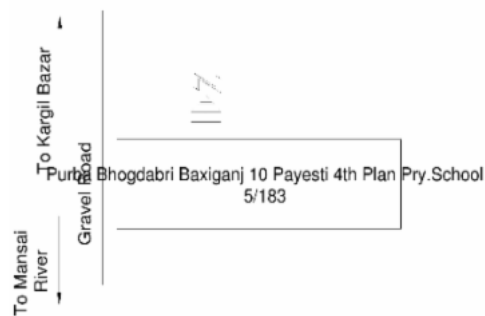 To Kargil Bazar
N
Purba Bhogdabri Baxiganj 10 Payesti 4th Plan Pry.School
5/183
Gravel Road
To Mansai
River